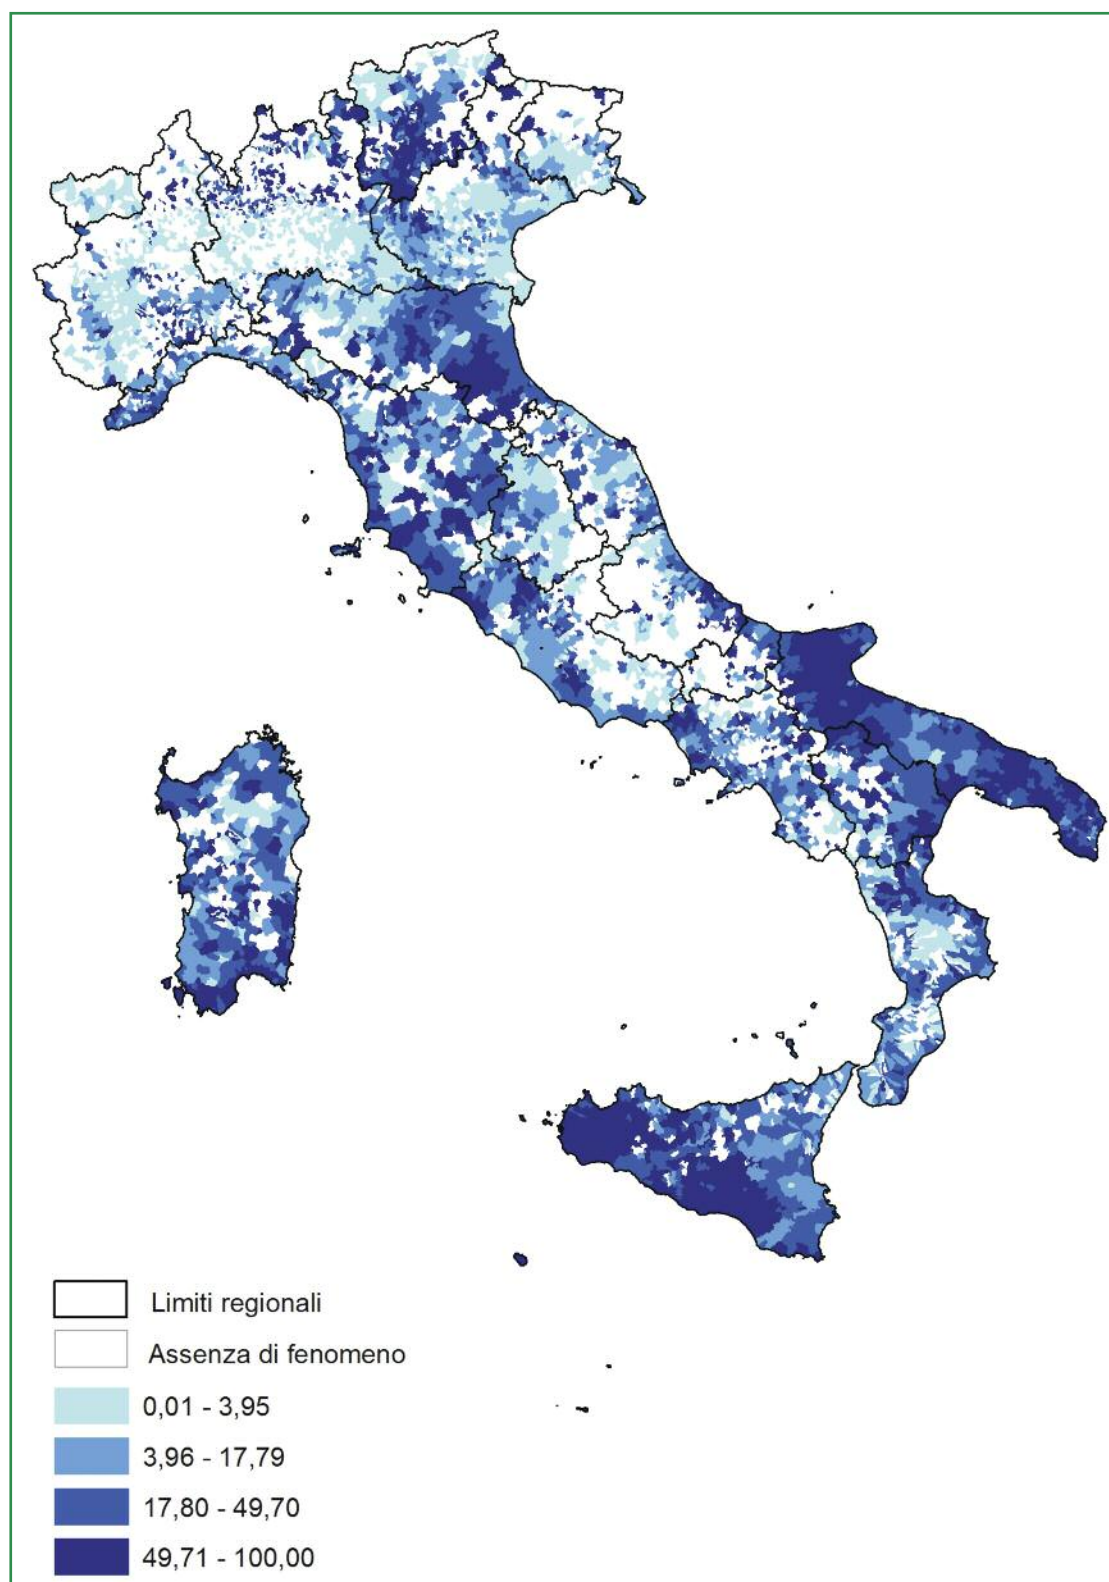 Limiti regionali
Assenza di fenomeno
0,01 - 3,95
3,96 - 17,79
17,80 - 49,70
49,71 - 100,00